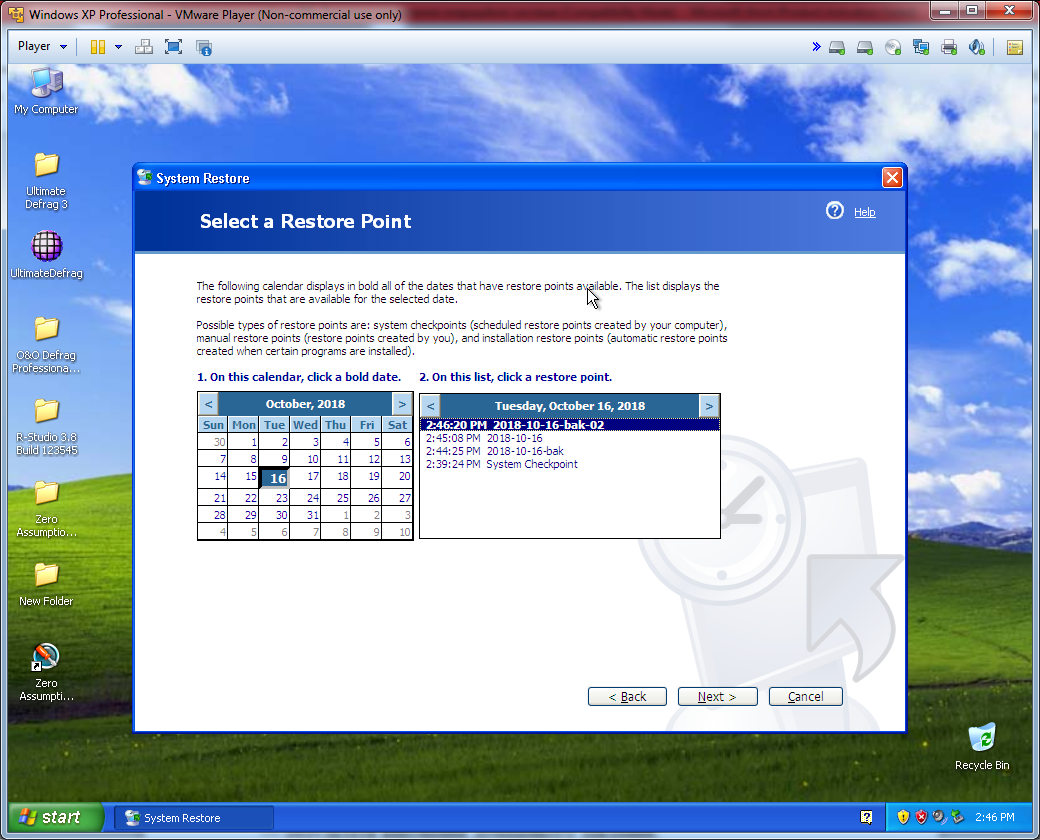 Windows XP Professional - VMware Player (Non-commercial use only)
Player
My Computer
Ultimate
Defrag 3
UltimateDefrag
O&O Defrag
Professiona...
R-Studio 3.8
Build 123545
Zero
Assumptio...
New Folder
Zero
Assumpti...
System Restore
Select a Restore Point
Help
The following calendar displays in bold all of the dates that have restore points available. The list displays the
restore points that are available for the selected date.
Possible types of restore points are: system checkpoints (scheduled restore points created by your computer),
manual restore points (restore points created by you), and installation restore points (automatic restore points
created when certain programs are installed).
1. On this calendar, click a bold date.
< October, 2018 >
Sun Mon Tue Wed Thu Fri Sat
30 1 2 3 4 5 6
7 8 9 10 11 12 13
14 15 16 17 18 19 20
21 22 23 24 25 26 27
28 29 30 31 1 2 3
4 5 6 7 8 9 10
2. On this list, click a restore point.
< Tuesday, October 16, 2018 >
2:46:20 PM 2018-10-16-bak-02
2:45:08 PM 2018-10-16
2:44:25 PM 2018-10-16-bak
2:39:24 PM System Checkpoint
< Back
Next >
Cancel
Recycle Bin
start
System Restore
2:46 PM